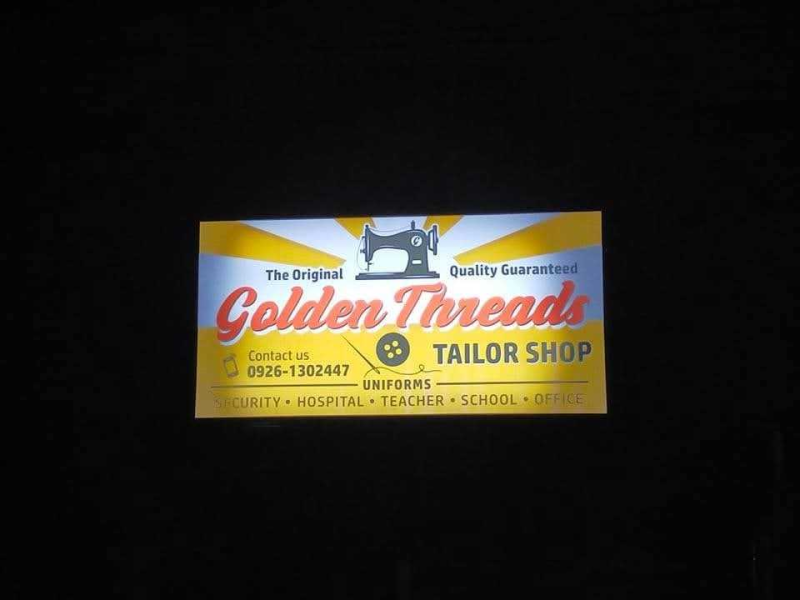 The Original
Quality Guaranteed
Golden Threads
TAILOR SHOP
Contact us
0926-1302447
UNIFORMS
SECURITY • HOSPITAL • TEACHER • SCHOOL • OFFICE